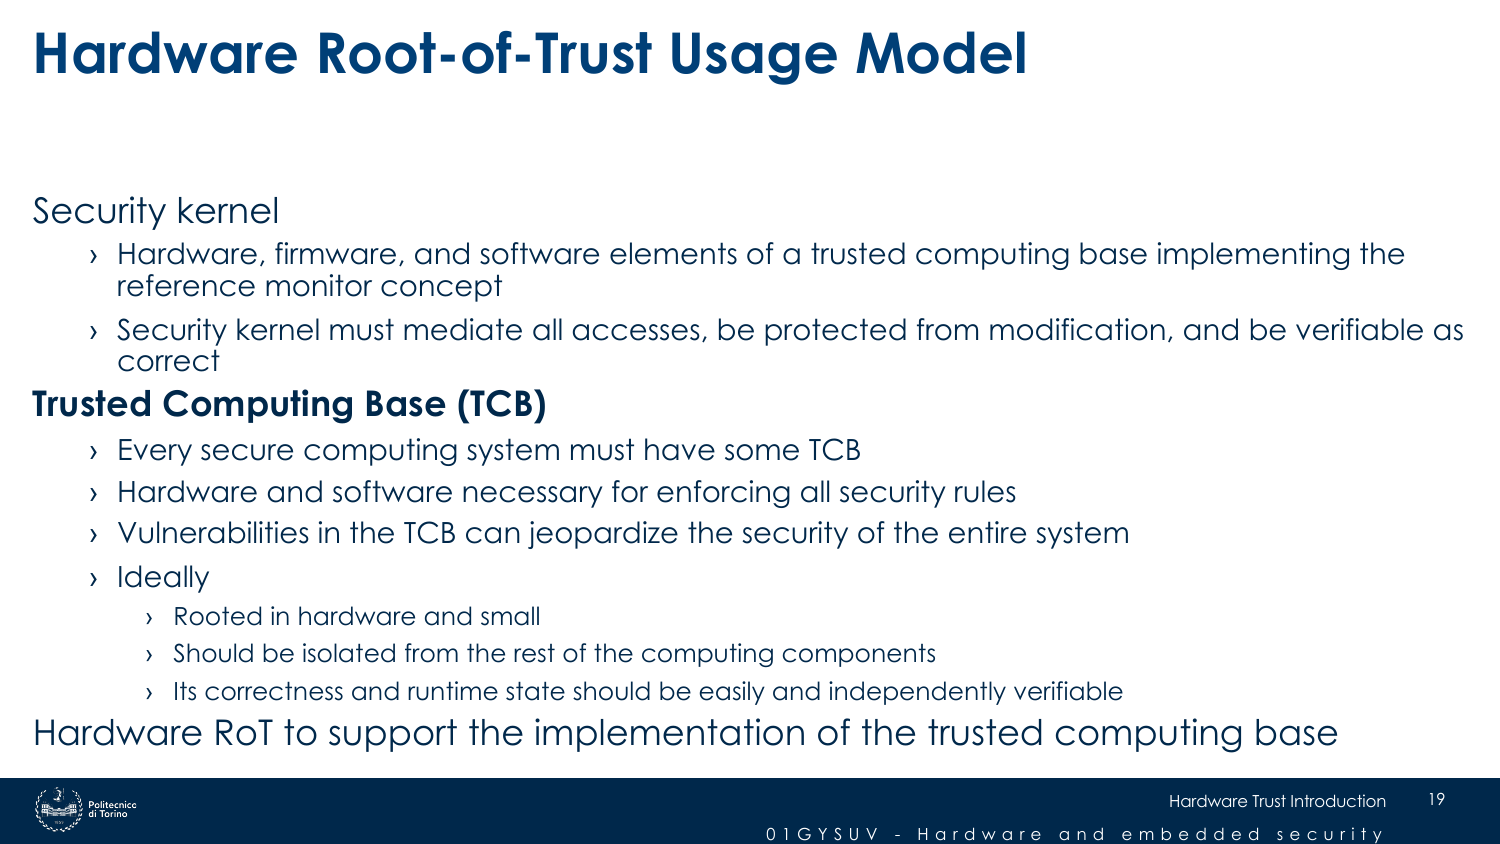 Hardware Root-of-Trust Usage Model
Security kernel
› Hardware, firmware, and software elements of a trusted computing base implementing the
reference monitor concept
› Security kernel must mediate all accesses, be protected from modification, and be verifiable as
correct
Trusted Computing Base (TCB)
› Every secure computing system must have some TCB
› Hardware and software necessary for enforcing all security rules
› Vulnerabilities in the TCB can jeopardize the security of the entire system
› Ideally
› Rooted in hardware and small
› Should be isolated from the rest of the computing components
› Its correctness and runtime state should be easily and independently verifiable
Hardware RoT to support the implementation of the trusted computing base
Politecnico
di Torino
Hardware Trust Introduction 19
01GYSUV - Hardware and embedded security